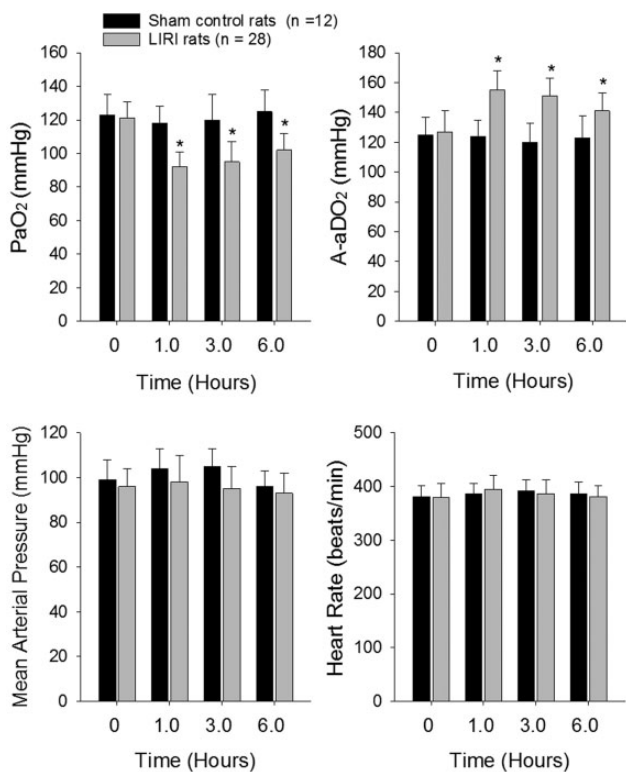 Sham control rats (n =12)
LIRI rats (n = 28)
PaO2 (mmHg)
120
140
120
100
80
60
40
20
0
0 1.0 3.0 6.0
Time (Hours)
A-aDO2 (mmHg)
200
180
160
140
120
140
160
120
40
20
0
* * *
0 1.0 3.0 6.0
Time (Hours)
Mean Arterial Pressure (mmHg)
120
100
80
60
40
20
0
0 1.0 3.0 6.0
Time (Hours)
Heart Rate (beats/min)
500
400
300
200
100
0
0 1.0 3.0 6.0
Time (Hours)